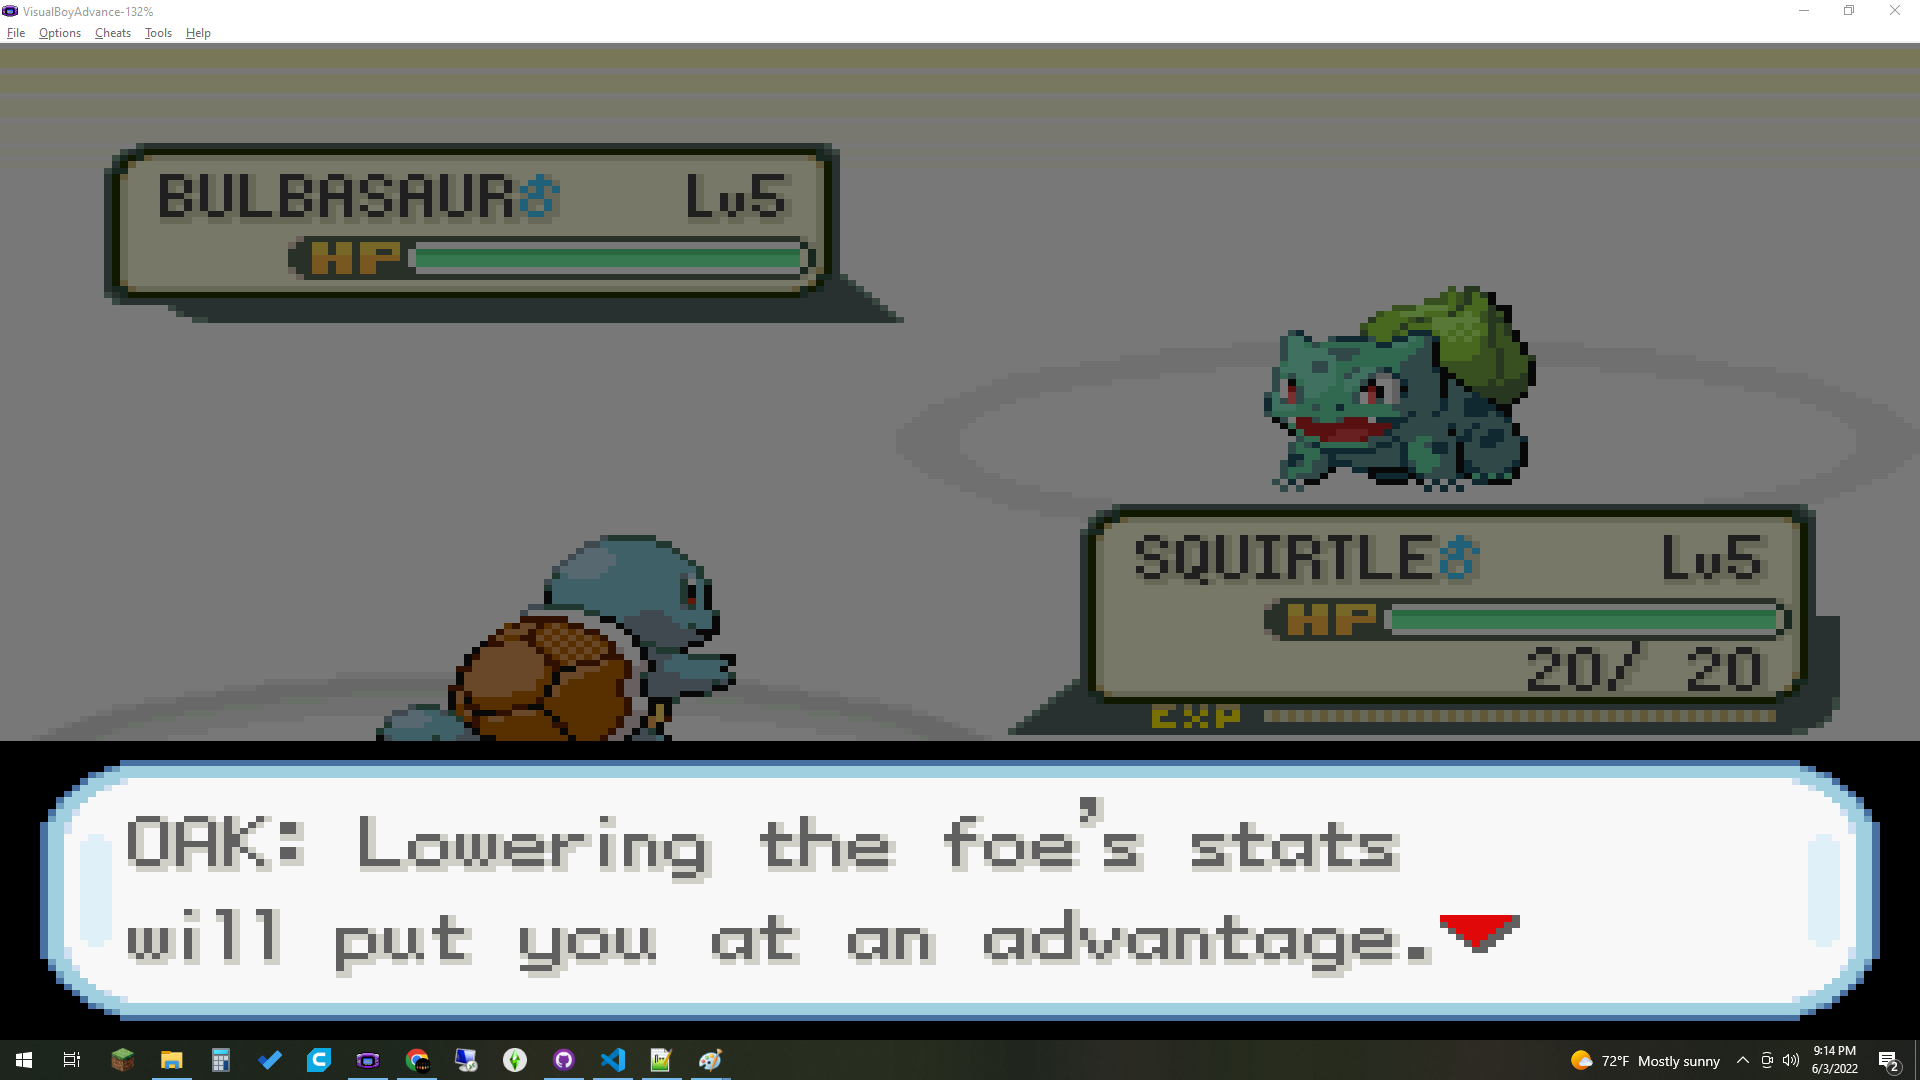 VisualBoyAdvance-132%
File Options Cheats Tools Help
BULBASAUR♂ Lv5
HP
SQUIRTLE♂ Lv5
HP
20/ 20
EXP
OAK: Lowering the foe's stats
will put you at an advantage.
72°F Mostly sunny
9:14 PM
6/3/2022
2